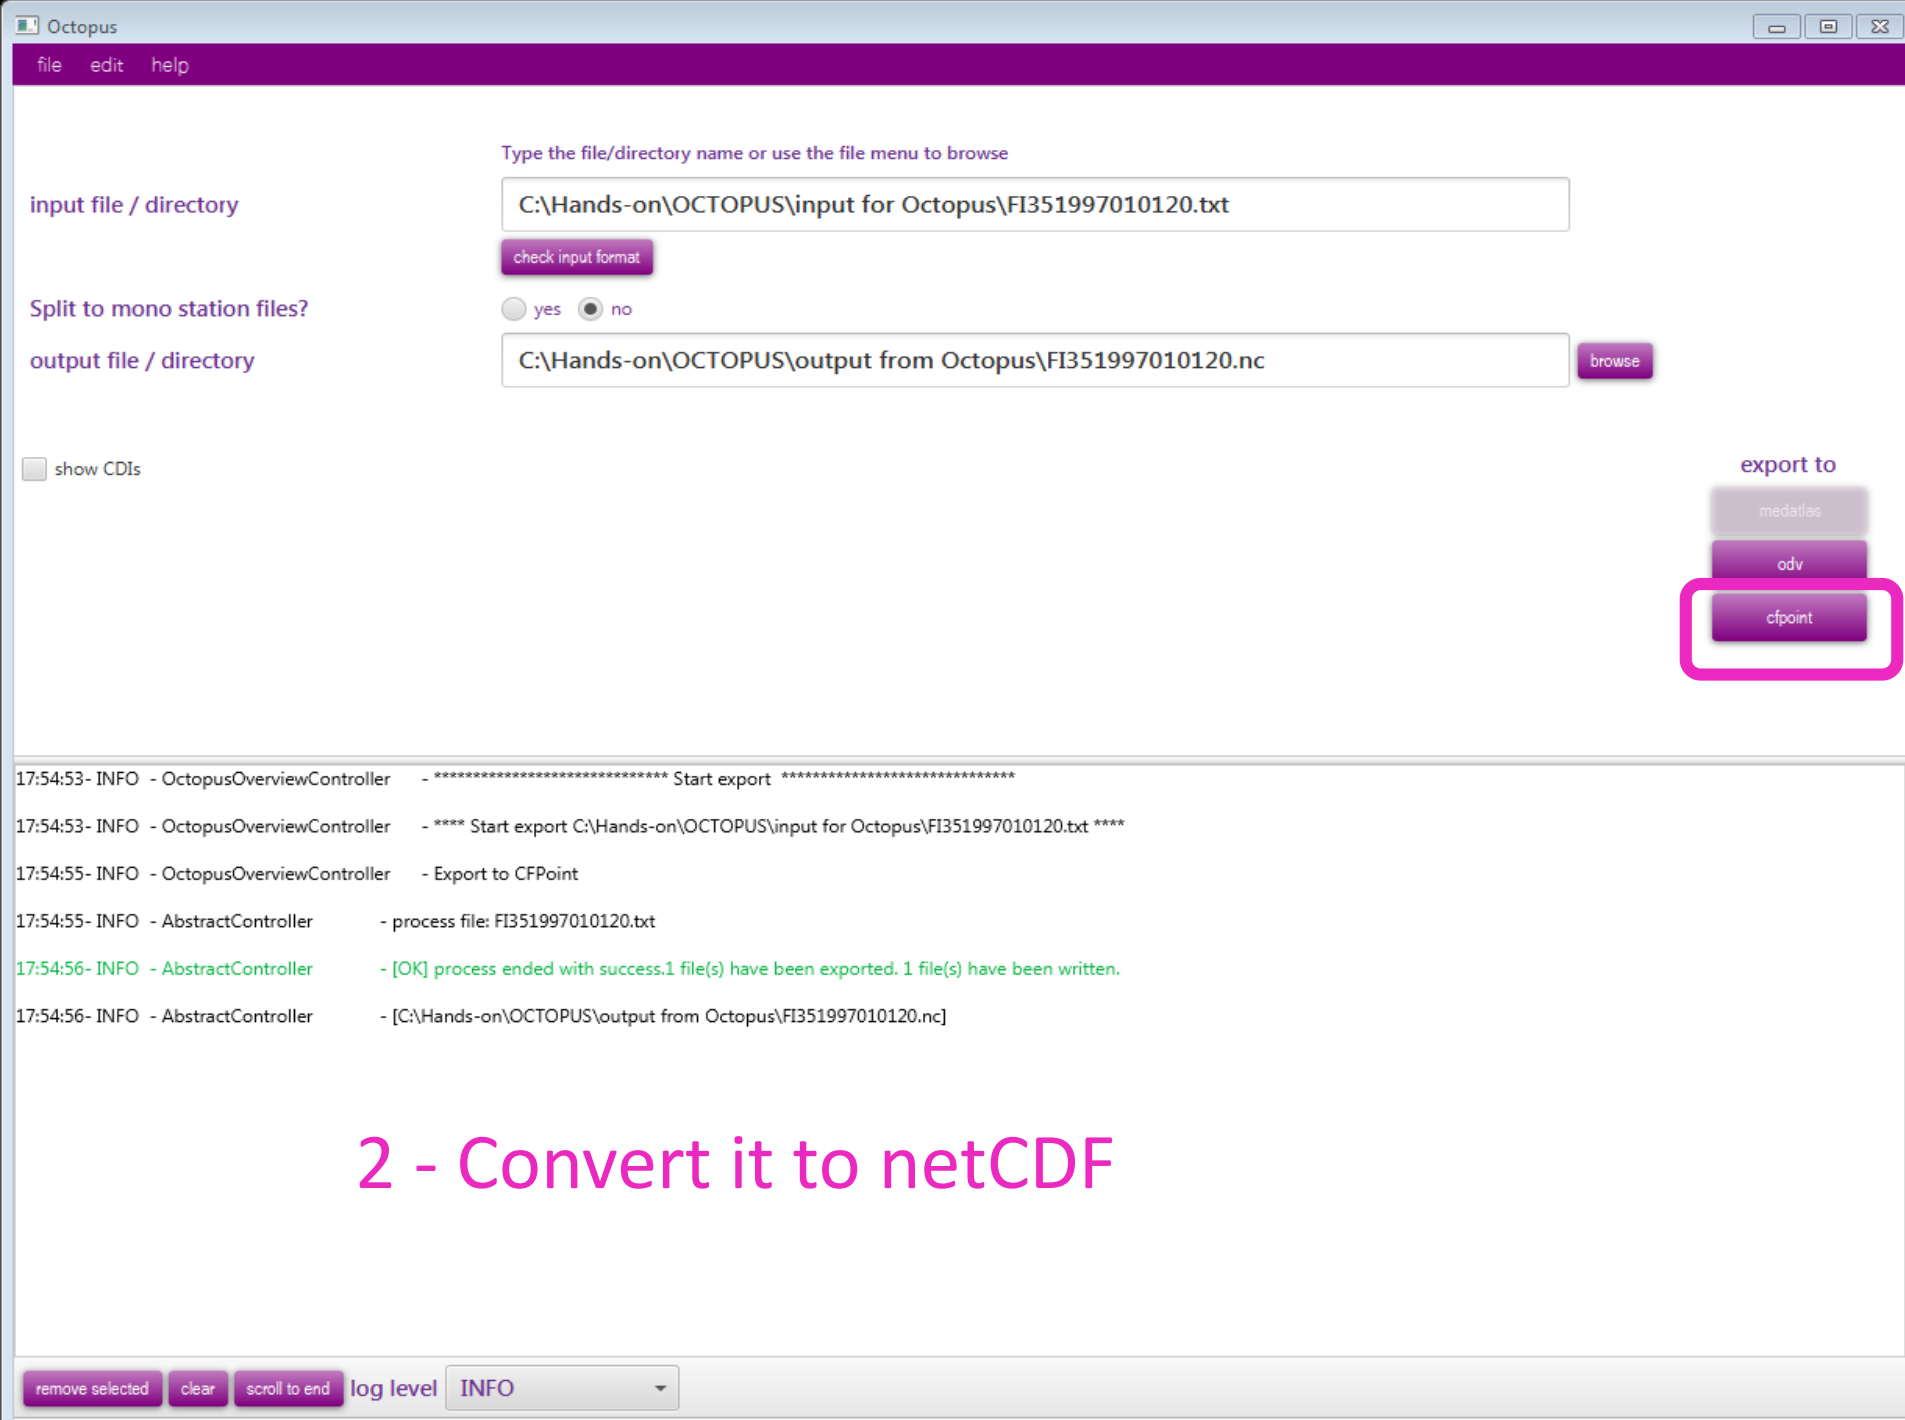 Octopus
file edit help
Type the file/directory name or use the file menu to browse
input file / directory
C:\Hands-on\OCTOPUS\input for Octopus\FI351997010120.txt
check input format
Split to mono station files?
yes no
output file / directory
C:\Hands-on\OCTOPUS\output from Octopus\FI351997010120.nc
browse
show CDIs
export to
medatlas
odv
cfpoint
17:54:53- INFO - OctopusOverviewController - ****************************** Start export ******************************
17:54:53- INFO - OctopusOverviewController - **** Start export C:\Hands-on\OCTOPUS\input for Octopus\FI351997010120.txt ****
17:54:55- INFO - OctopusOverviewController - Export to CFPoint
17:54:55- INFO - AbstractController - process file: FI351997010120.txt
17:54:56- INFO - AbstractController - [OK] process ended with success.1 file(s) have been exported. 1 file(s) have been written.
17:54:56- INFO - AbstractController - [C:\Hands-on\OCTOPUS\output from Octopus\FI351997010120.nc]
2 - Convert it to netCDF
remove selected clear scroll to end log level INFO